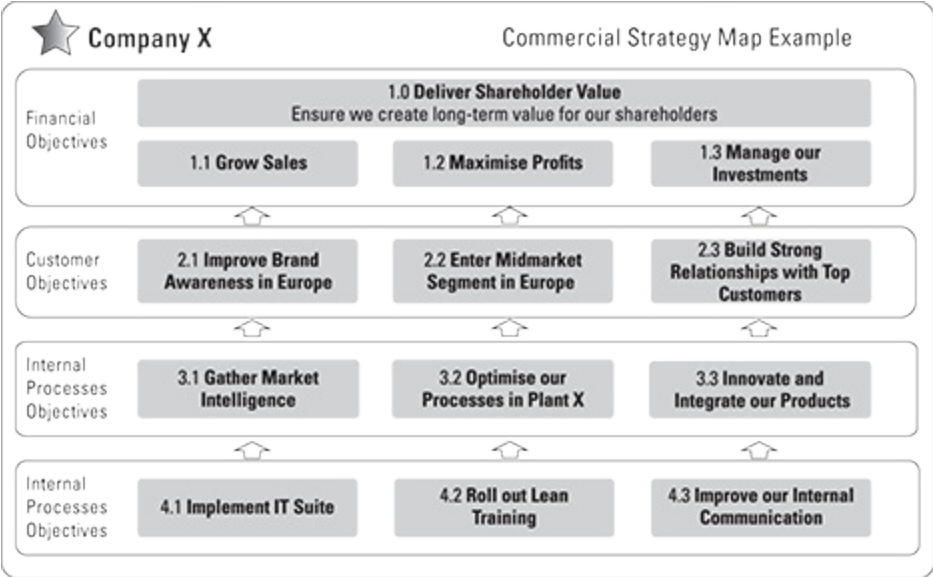 Company X
Commercial Strategy Map Example
Financial
Objectives
1.0 Deliver Shareholder Value
Ensure we create long-term value for our shareholders
1.1 Grow Sales
1.2 Maximise Profits
1.3 Manage our
Investments
Customer
Objectives
2.1 Improve Brand
Awareness in Europe
2.2 Enter Midmarket
Segment in Europe
2.3 Build Strong
Relationships with Top
Customers
Internal
Processes
Objectives
3.1 Gather Market
Intelligence
3.2 Optimise our
Processes in Plant X
3.3 Innovate and
Integrate our Products
Internal
Processes
Objectives
4.1 Implement IT Suite
4.2 Roll out Lean
Training
4.3 Improve our Internal
Communication